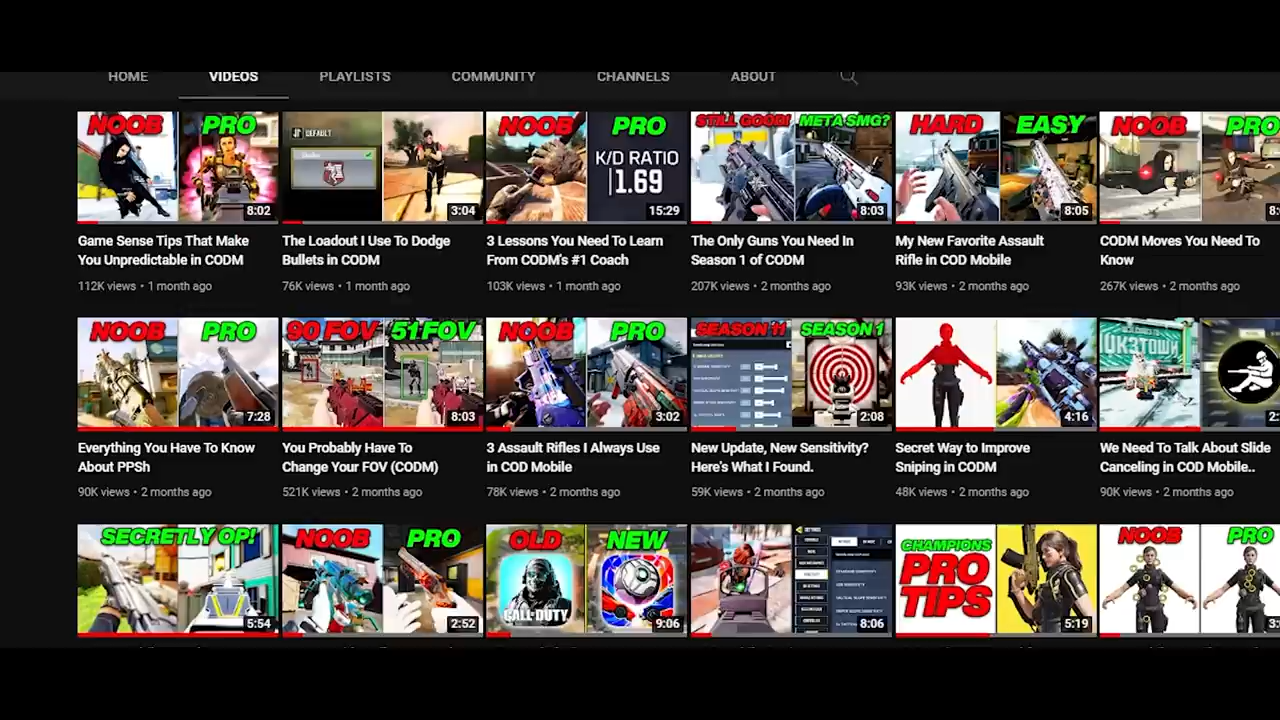 HOME VIDEOS PLAYLISTS COMMUNITY CHANNELS ABOUT
NOOB PRO
8:02
DEFAULT
3:04
NOOB PRO
K/D RATIO
1.69
15:29
STILL GOOD! META SMG?
8:03
HARD EASY
8:05
NOOB PRO
8:
Game Sense Tips That Make
You Unpredictable in CODM
112K views • 1 month ago
The Loadout I Use To Dodge
Bullets in CODM
76K views • 1 month ago
3 Lessons You Need To Learn
From CODM's #1 Coach
103K views • 1 month ago
The Only Guns You Need In
Season 1 of CODM
207K views • 2 months ago
My New Favorite Assault
Rifle in COD Mobile
93K views • 2 months ago
CODM Moves You Need To
Know
267K views • 2 months ago
NOOB PRO
7:28
90 FOV 51 FOV
8:03
NOOB PRO
3:02
SEASON 11 SEASON 1
2:08
4:16
UK3TOWN
2:
Everything You Have To Know
About PPSh
90K views • 2 months ago
You Probably Have To
Change Your FOV (CODM)
521K views • 2 months ago
3 Assault Rifles I Always Use
in COD Mobile
78K views • 2 months ago
New Update, New Sensitivity?
Here's What I Found.
59K views • 2 months ago
Secret Way to Improve
Sniping in CODM
48K views • 2 months ago
We Need To Talk About Slide
Canceling in COD Mobile..
90K views • 2 months ago
SECRETLY OP!
5:54
NOOB PRO
2:52
OLD NEW
CALL·DUTY
9:06
8:06
CHAMPIONS
PRO
TIPS
5:19
NOOB PRO
3: